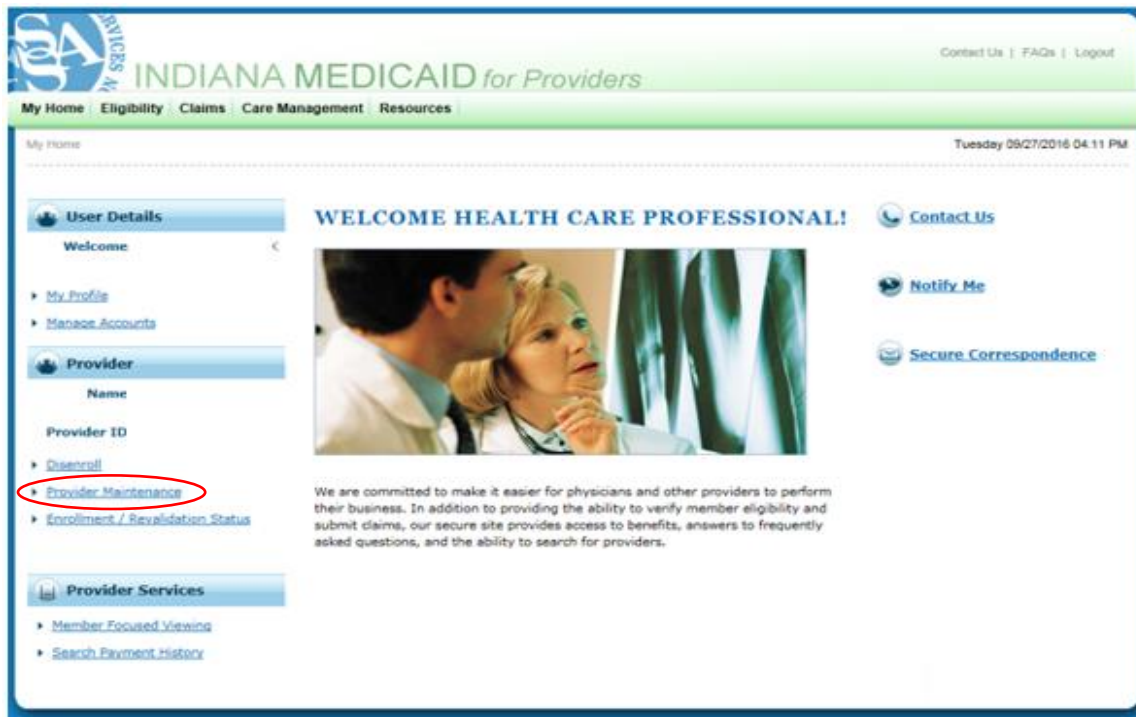 SERVICES
Contact Us | FAQs | Logout
INDIANA MEDICAID for Providers
My Home Eligibility Claims Care Management Resources
My Home
Tuesday 09/27/2016 04:11 PM
User Details
Welcome
My Profile
Manage Accounts
Provider
Name
Provider ID
Disenroll
Provider Maintenance
Enrollment / Revalidation Status
Provider Services
Member Focused Viewing
Search Payment History
WELCOME HEALTH CARE PROFESSIONAL!
We are committed to make it easier for physicians and other providers to perform
their business. In addition to providing the ability to verify member eligibility and
submit claims, our secure site provides access to benefits, answers to frequently
asked questions, and the ability to search for providers.
Contact Us
Notify Me
Secure Correspondence